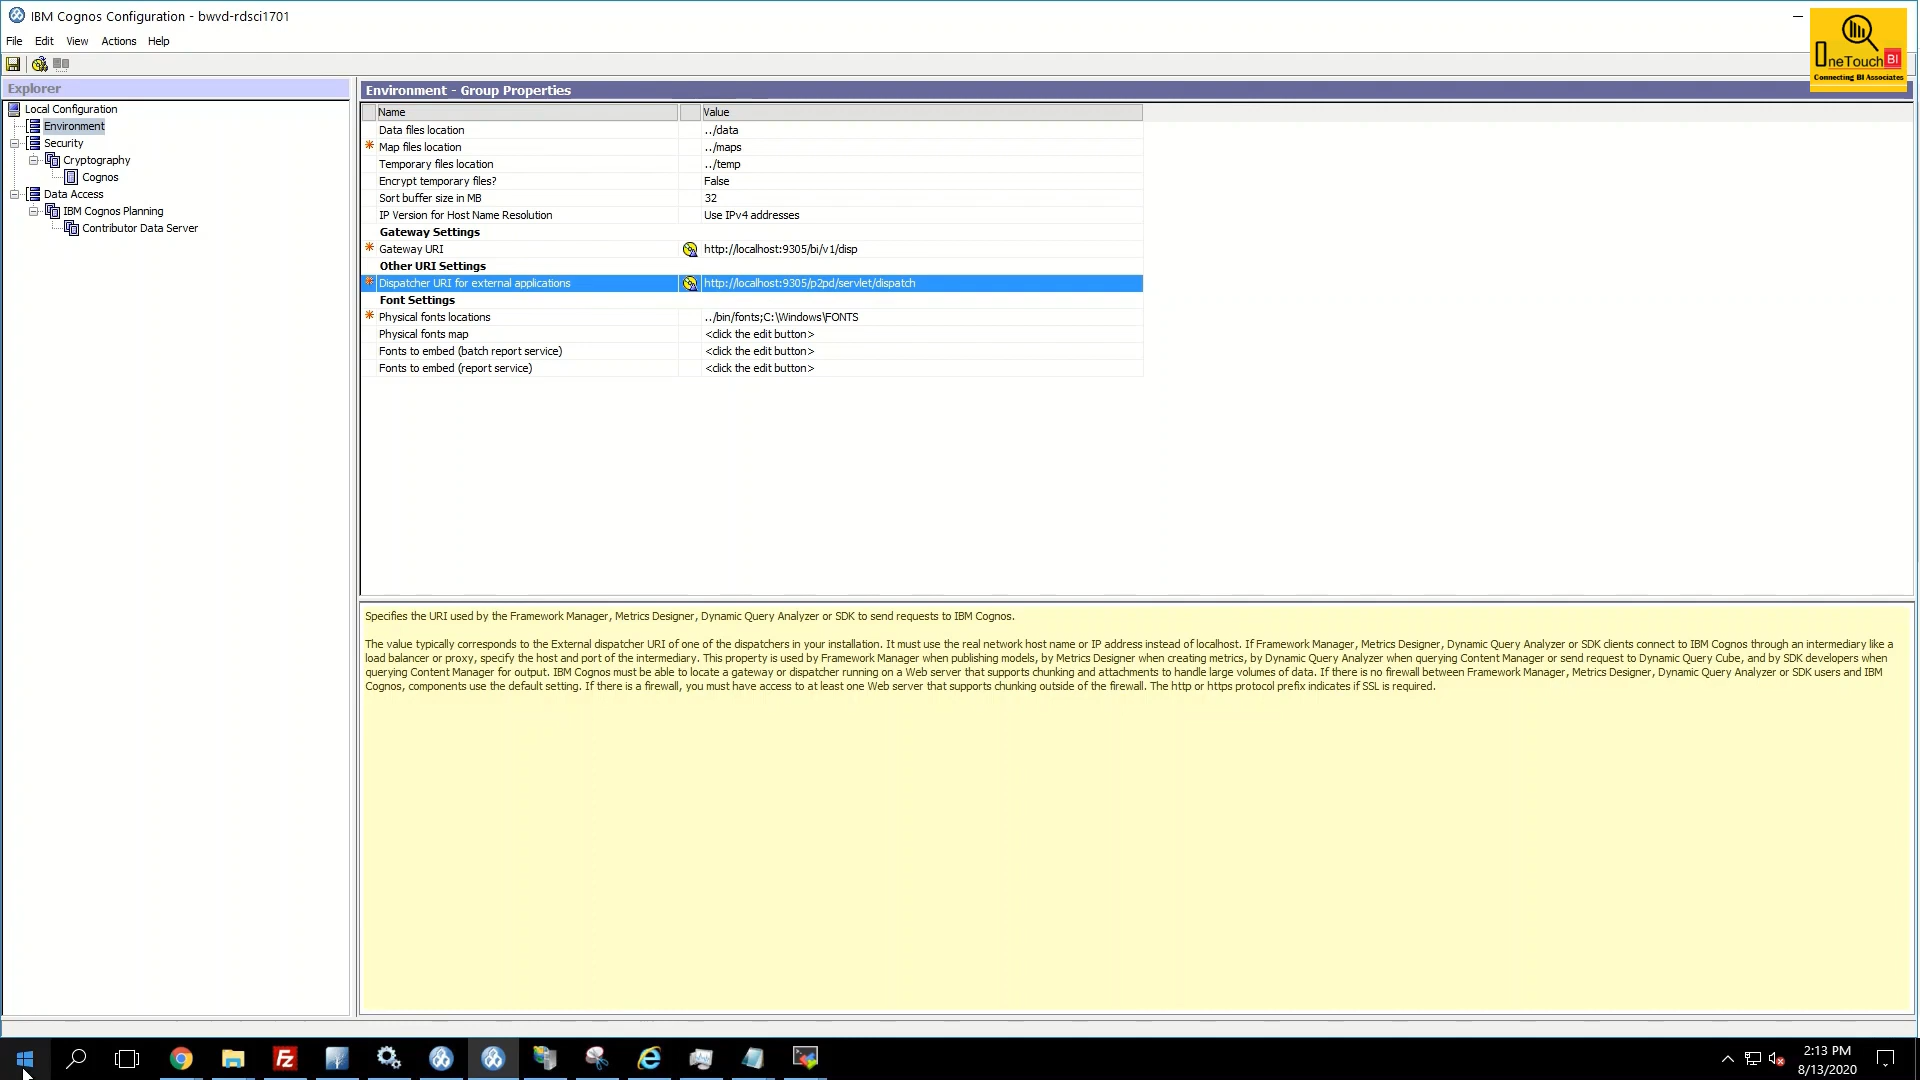 IBM Cognos Configuration - bwvd-rdsci1701
File Edit View Actions Help
OneTouch BI
Connecting BI Associates
Explorer
Local Configuration
Environment
Security
Cryptography
Cognos
Data Access
IBM Cognos Planning
Contributor Data Server
Environment - Group Properties
Name Value
Data files location ../data
* Map files location ../maps
Temporary files location ../temp
Encrypt temporary files? False
Sort buffer size in MB 32
IP Version for Host Name Resolution Use IPv4 addresses
Gateway Settings
* Gateway URI http://localhost:9305/bi/v1/disp
Other URI Settings
* Dispatcher URI for external applications http://localhost:9305/p2pd/servlet/dispatch
Font Settings
* Physical fonts locations ../bin/fonts;C:\Windows\FONTS
Physical fonts map <click the edit button>
Fonts to embed (batch report service) <click the edit button>
Fonts to embed (report service) <click the edit button>
Specifies the URI used by the Framework Manager, Metrics Designer, Dynamic Query Analyzer or SDK to send requests to IBM Cognos.
The value typically corresponds to the External dispatcher URI of one of the dispatchers in your installation. It must use the real network host name or IP address instead of localhost. If Framework Manager, Metrics Designer, Dynamic Query Analyzer or SDK clients connect to IBM Cognos through an intermediary like a
load balancer or proxy, specify the host and port of the intermediary. This property is used by Framework Manager when publishing models, by Metrics Designer when creating metrics, by Dynamic Query Analyzer when querying Content Manager or send request to Dynamic Query Cube, and by SDK developers when
querying Content Manager for output. IBM Cognos must be able to locate a gateway or dispatcher running on a Web server that supports chunking and attachments to handle large volumes of data. If there is no firewall between Framework Manager, Metrics Designer, Dynamic Query Analyzer or SDK users and IBM
Cognos, components use the default setting. If there is a firewall, you must have access to at least one Web server that supports chunking outside of the firewall. The http or https protocol prefix indicates if SSL is required.
Fz
2:13 PM
8/13/2020